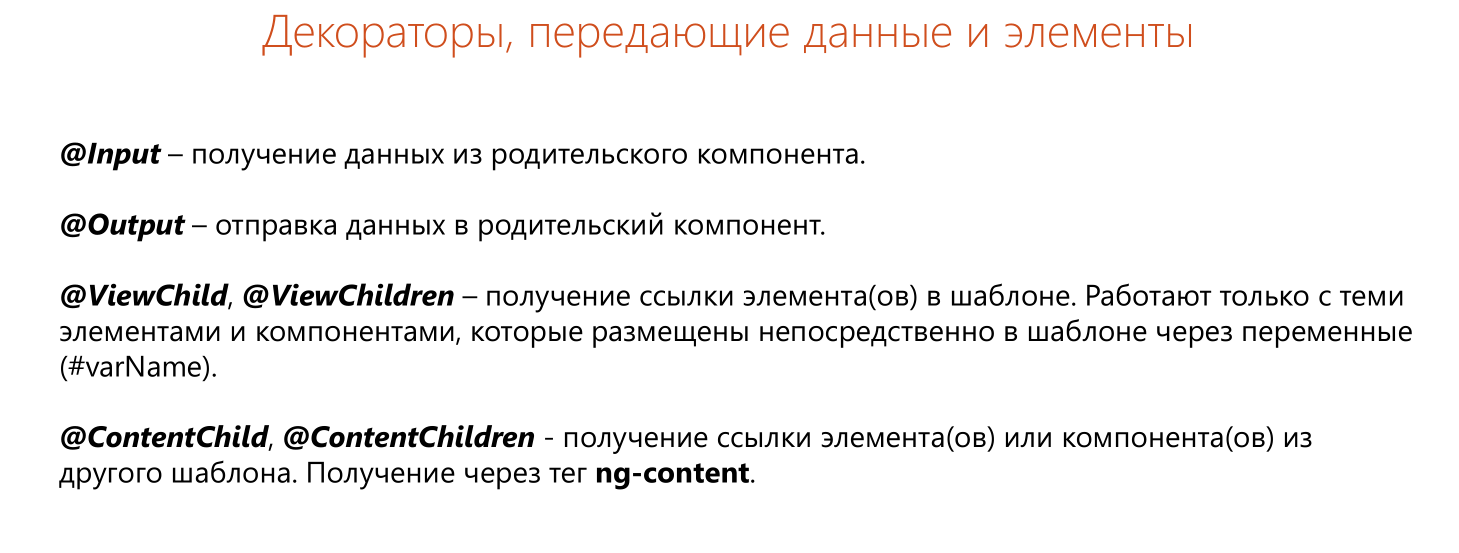 Декораторы, передающие данные и элементы
@Input – получение данных из родительского компонента.
@Output – отправка данных в родительский компонент.
@ViewChild, @ViewChildren – получение ссылки элемента(ов) в шаблоне. Работают только с теми
элементами и компонентами, которые размещены непосредственно в шаблоне через переменные
(#varName).
@ContentChild, @ContentChildren - получение ссылки элемента(ов) или компонента(ов) из
другого шаблона. Получение через тег ng-content.